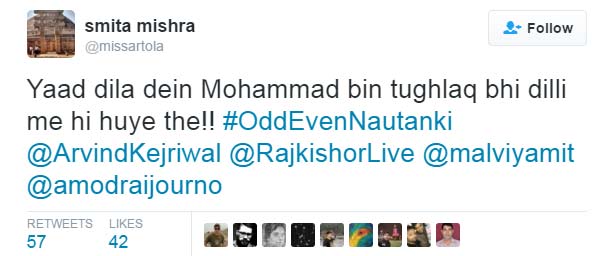 smita mishra
@missartola
Follow
Yaad dila dein Mohammad bin tughlaq bhi dilli
me hi huye the!! #OddEvenNautanki
@ArvindKejriwal @RajkishorLive @malviyamit
@amodraijourno
RETWEETS LIKES
57 42